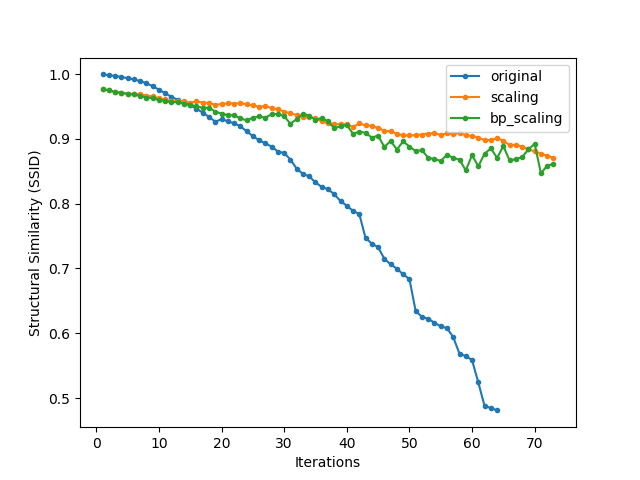 original
scaling
bp_scaling
1.0
0.9
0.8
0.7
0.6
0.5
Structural Similarity (SSID)
0 10 20 30 40 50 60 70
Iterations